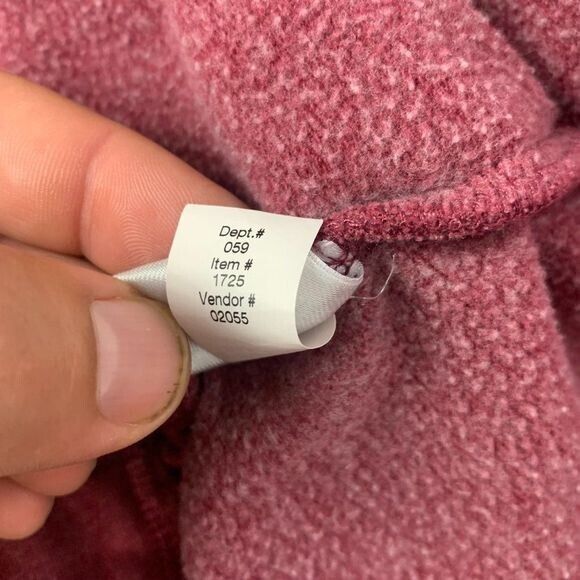 Dept.#
059
Item #
1725
Vendor #
02055